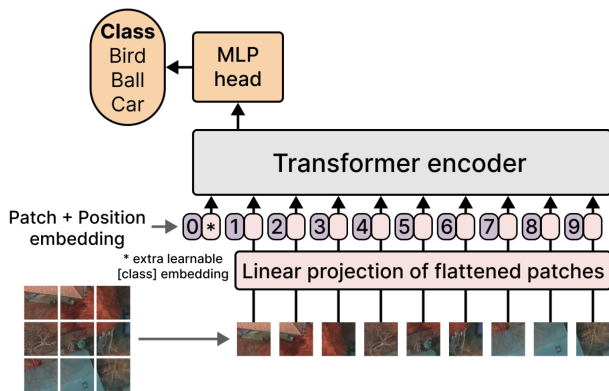 Class
Bird
Ball
Car
MLP
head
Transformer encoder
Patch + Position
embedding
0 * 1 2 3 4 5 6 7 8 9
* extra learnable
[class] embedding
Linear projection of flattened patches